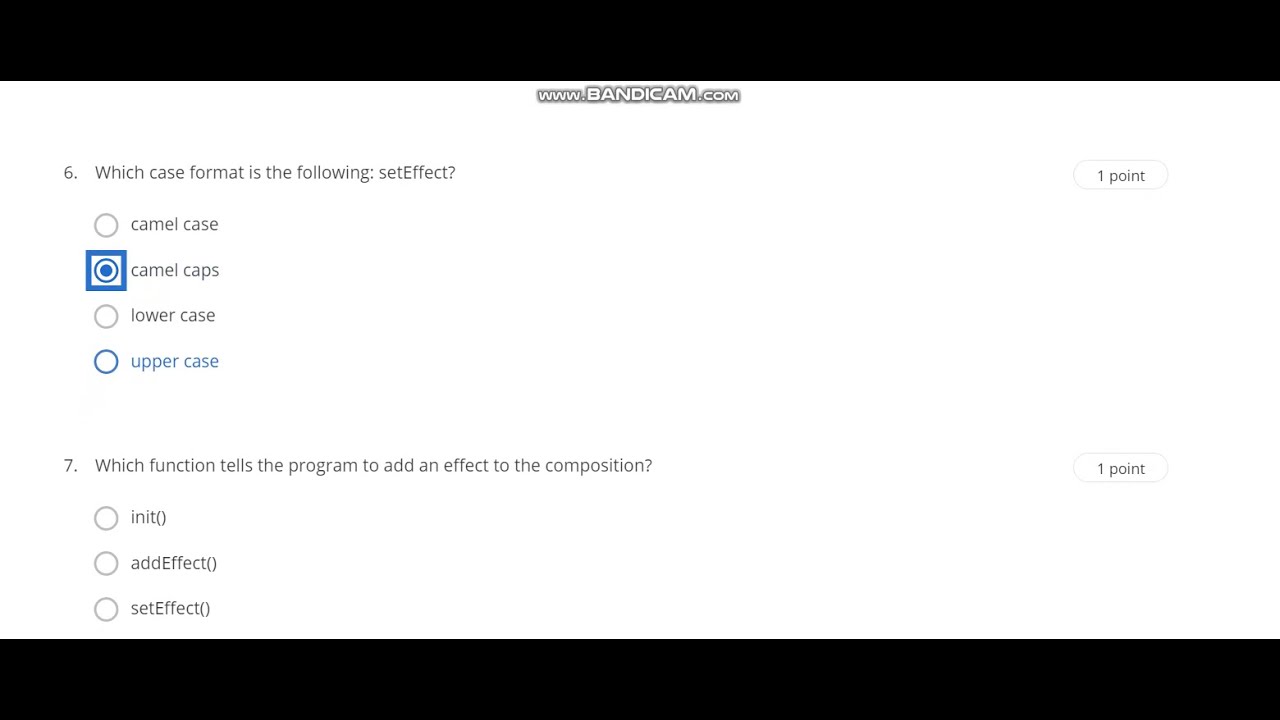 www.BANDICAM.com
6. Which case format is the following: setEffect?
1 point
camel case
camel caps
lower case
upper case
7. Which function tells the program to add an effect to the composition?
1 point
init()
addEffect()
setEffect()